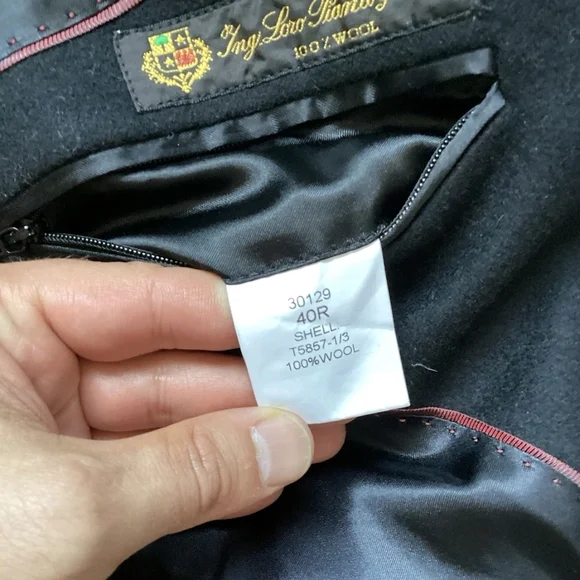 Ing. Loro Piana
100% WOOL
30129
40R
SHELL:
T5857-1/3
100%WOOL